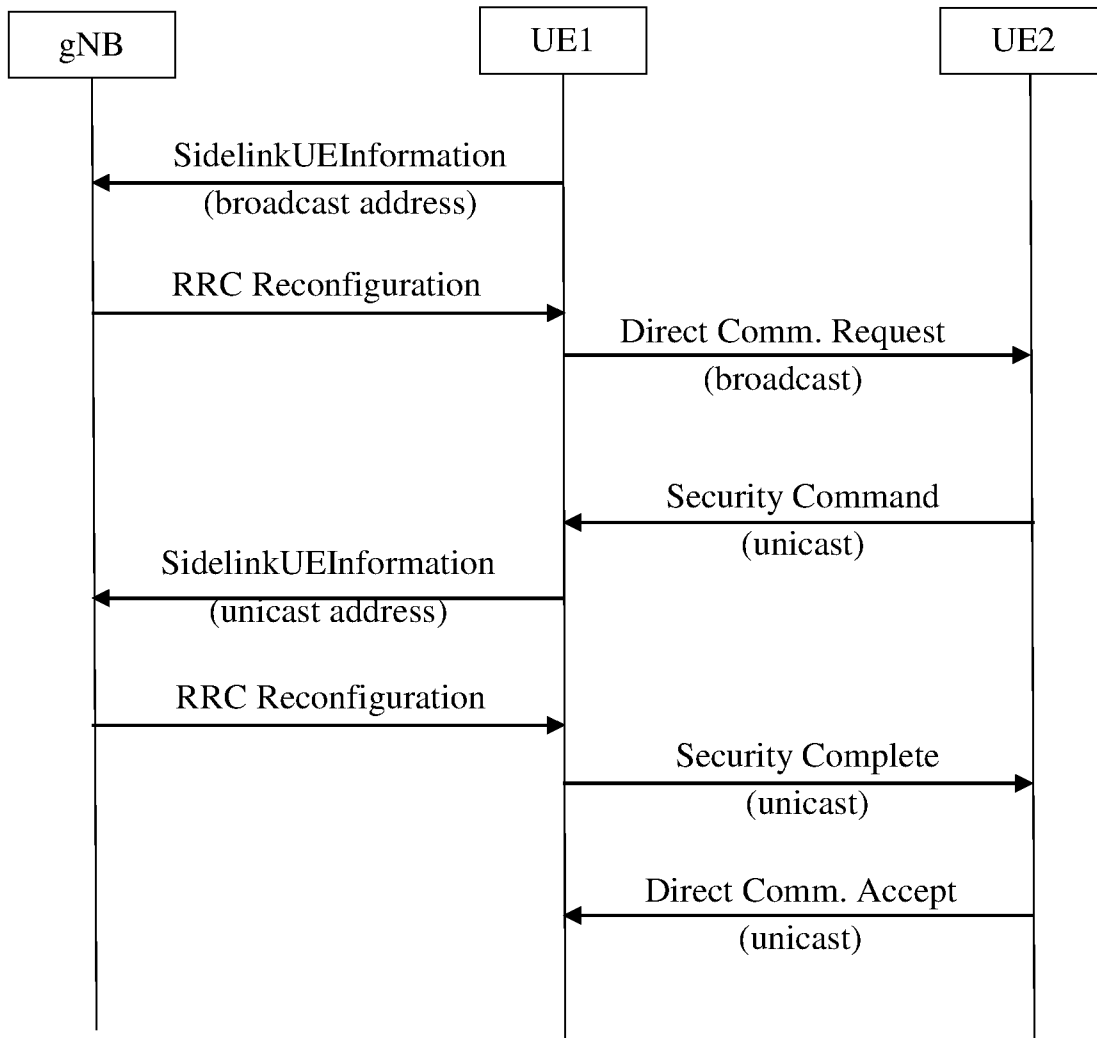 gNB
UE1
UE2
SidelinkUEInformation
(broadcast address)
RRC Reconfiguration
Direct Comm. Request
(broadcast)
Security Command
(unicast)
SidelinkUEInformation
(unicast address)
RRC Reconfiguration
Security Complete
(unicast)
Direct Comm. Accept
(unicast)